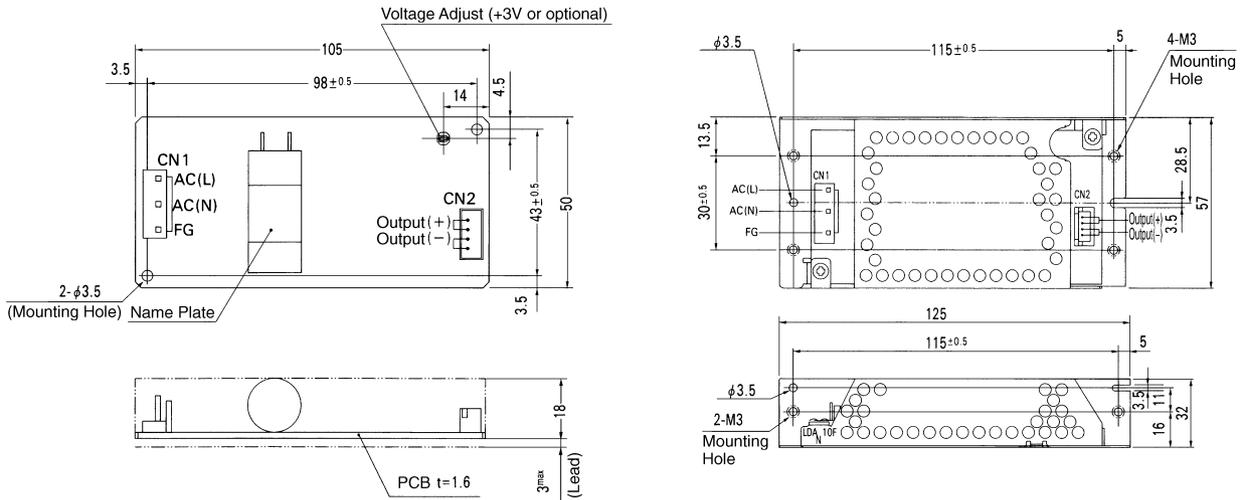 Voltage Adjust (+3V or optional)
105
3.5
98±0.5
14
4.5
CN1
AC(L)
AC(N)
FG
CN2
Output(+)
Output(−)
43±0.5
50
3.5
2-ϕ3.5
(Mounting Hole)
Name Plate
18
PCB t=1.6
3max
(Lead)
ϕ3.5
115±0.5
5
4-M3
Mounting
Hole
13.5
30±0.5
CN1
AC(L)
AC(N)
FG
CN2
Output(+)
Output(−)
28.5
3.5
57
125
115±0.5
5
ϕ3.5
2-M3
Mounting
Hole
LDA 10F
N
3.5
11
16
32